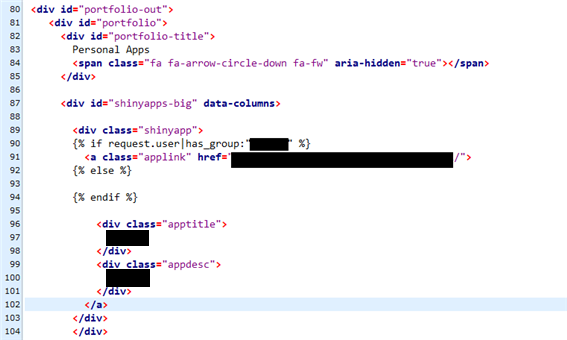 80 <div id="portfolio-out">
81 <div id="portfolio">
82 <div id="portfolio-title">
83 Personal Apps
84 <span class="fa fa-arrow-circle-down fa-fw" aria-hidden="true"></span>
85 </div>
86
87 <div id="shinyapps-big" data-columns>
88
89 <div class="shinyapp">
90 {% if request.user|has_group:" " %}
91 <a class="applink" href=" /">
92 {% else %}
93
94 {% endif %}
95
96 <div class="apptitle">
97
98 </div>
99 <div class="appdesc">
100
101 </div>
102 </a>
103 </div>
104 </div>